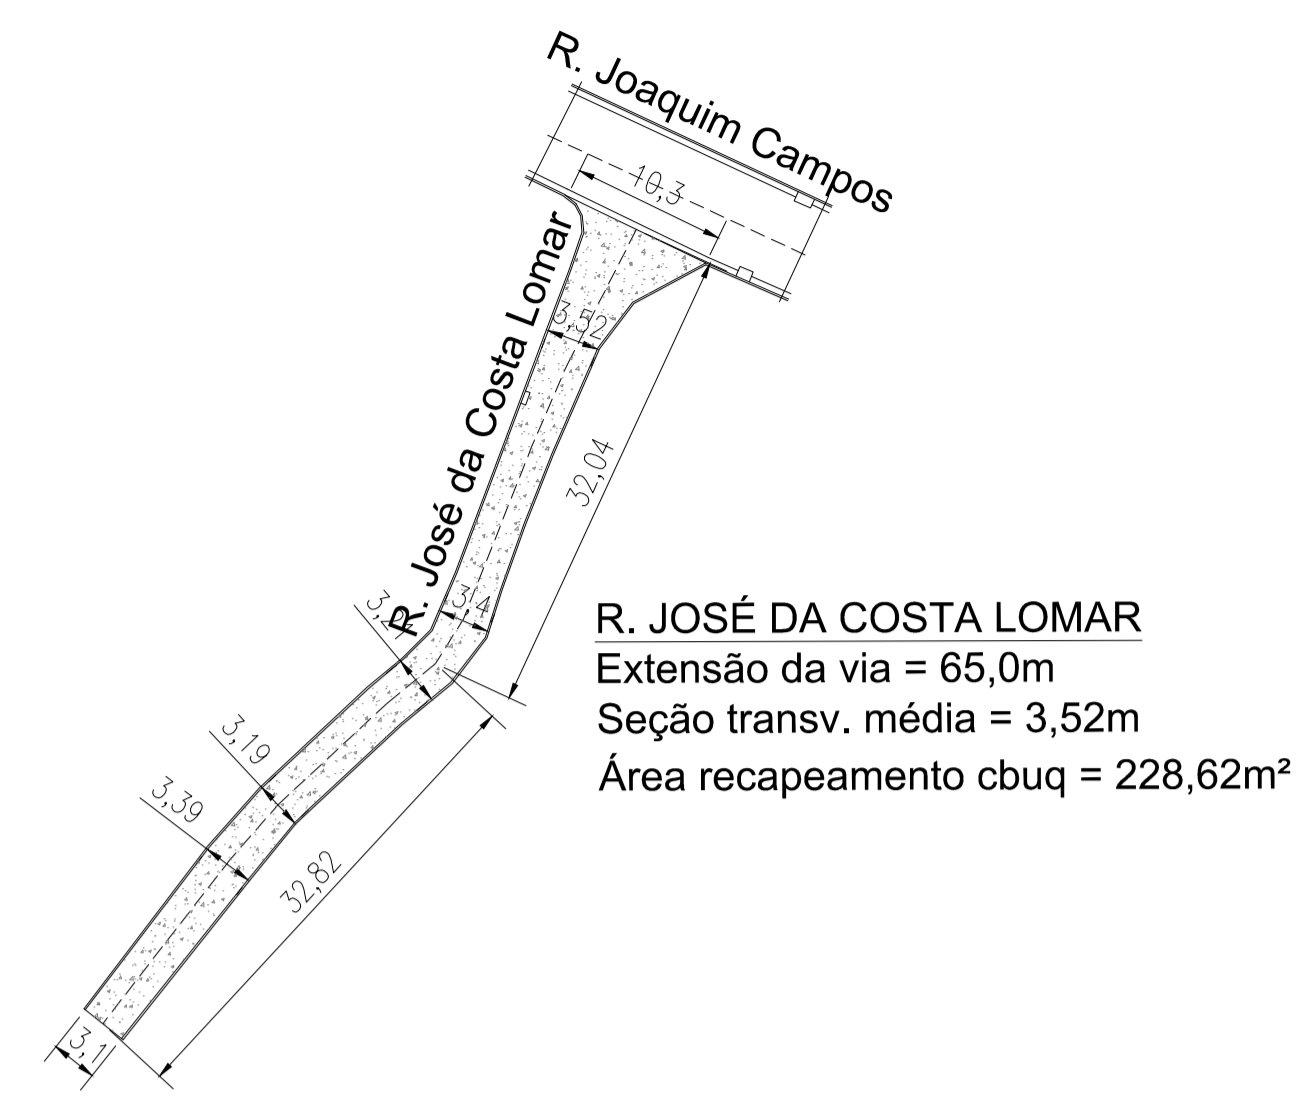 R. Joaquim Campos
10,3
R. José da Costa Lomar
3,52
32,04
3,4
3,19
3,39
32,82
3,1
R. JOSÉ DA COSTA LOMAR
Extensão da via = 65,0m
Seção transv. média = 3,52m
Área recapeamento cbuq = 228,62m²